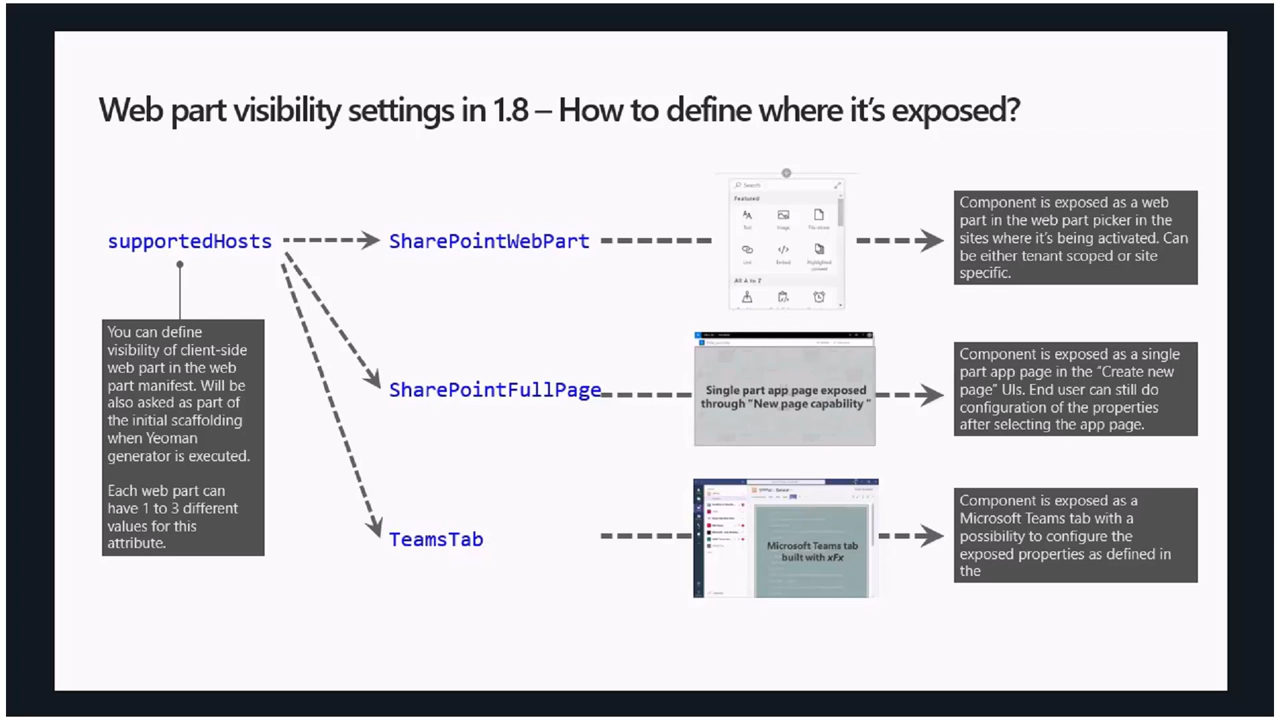 Web part visibility settings in 1.8 – How to define where it's exposed?
supportedHosts
You can define
visibility of client-side
web part in the web
part manifest. Will be
also asked as part of
the initial scaffolding
when Yeoman
generator is executed.
Each web part can
have 1 to 3 different
values for this
attribute.
SharePointWebPart
Search
Featured
Text
Image
File viewer
Link
Embed
Highlighted
content
All A to Z
Component is exposed as a web
part in the web part picker in the
sites where it's being activated. Can
be either tenant scoped or site
specific.
SharePointFullPage
Single part app page exposed
through "New page capability "
Component is exposed as a single
part app page in the "Create new
page" UIs. End user can still do
configuration of the properties
after selecting the app page.
TeamsTab
Microsoft Teams tab
built with xFx
Component is exposed as a
Microsoft Teams tab with a
possibility to configure the
exposed properties as defined in
the